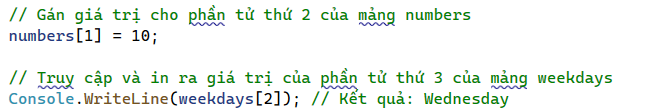 // Gán giá trị cho phần tử thứ 2 của mảng numbers
numbers[1] = 10;
// Truy cập và in ra giá trị của phần tử thứ 3 của mảng weekdays
Console.WriteLine(weekdays[2]); // Kết quả: Wednesday